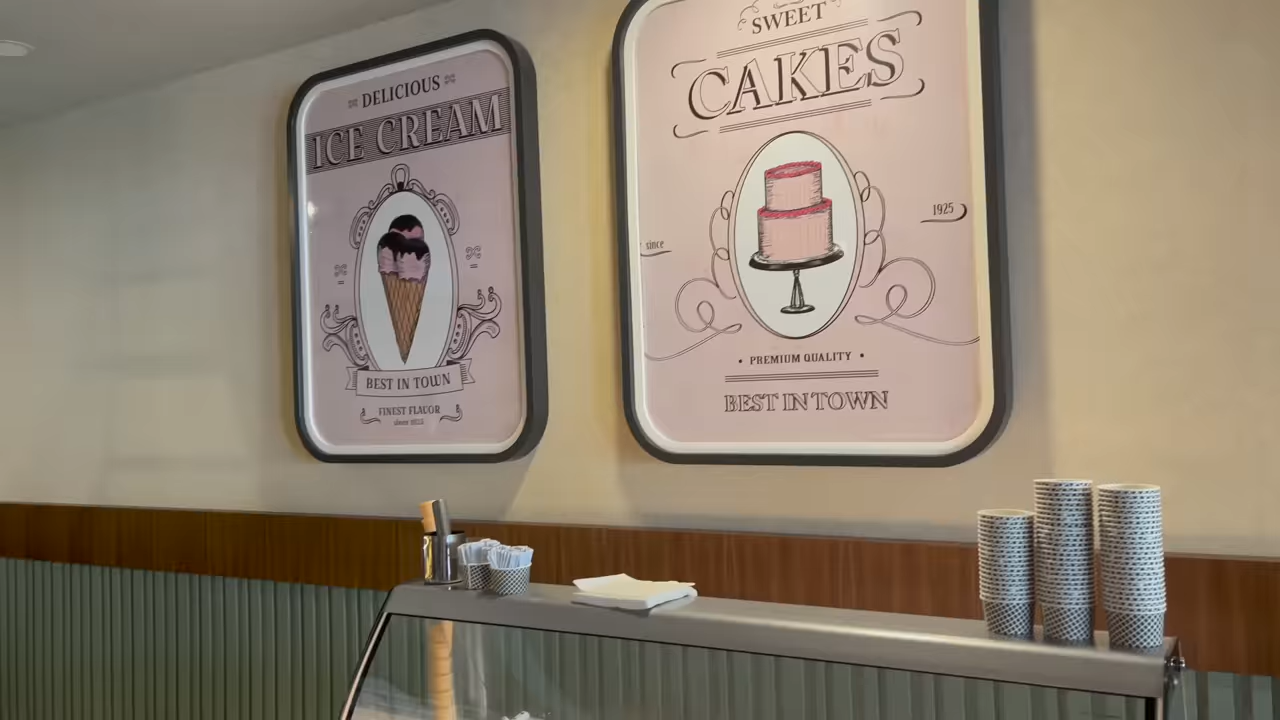 DELICIOUS
ICE CREAM
BEST IN TOWN
FINEST FLAVOR
SWEET
CAKES
since
1925
PREMIUM QUALITY
BEST IN TOWN